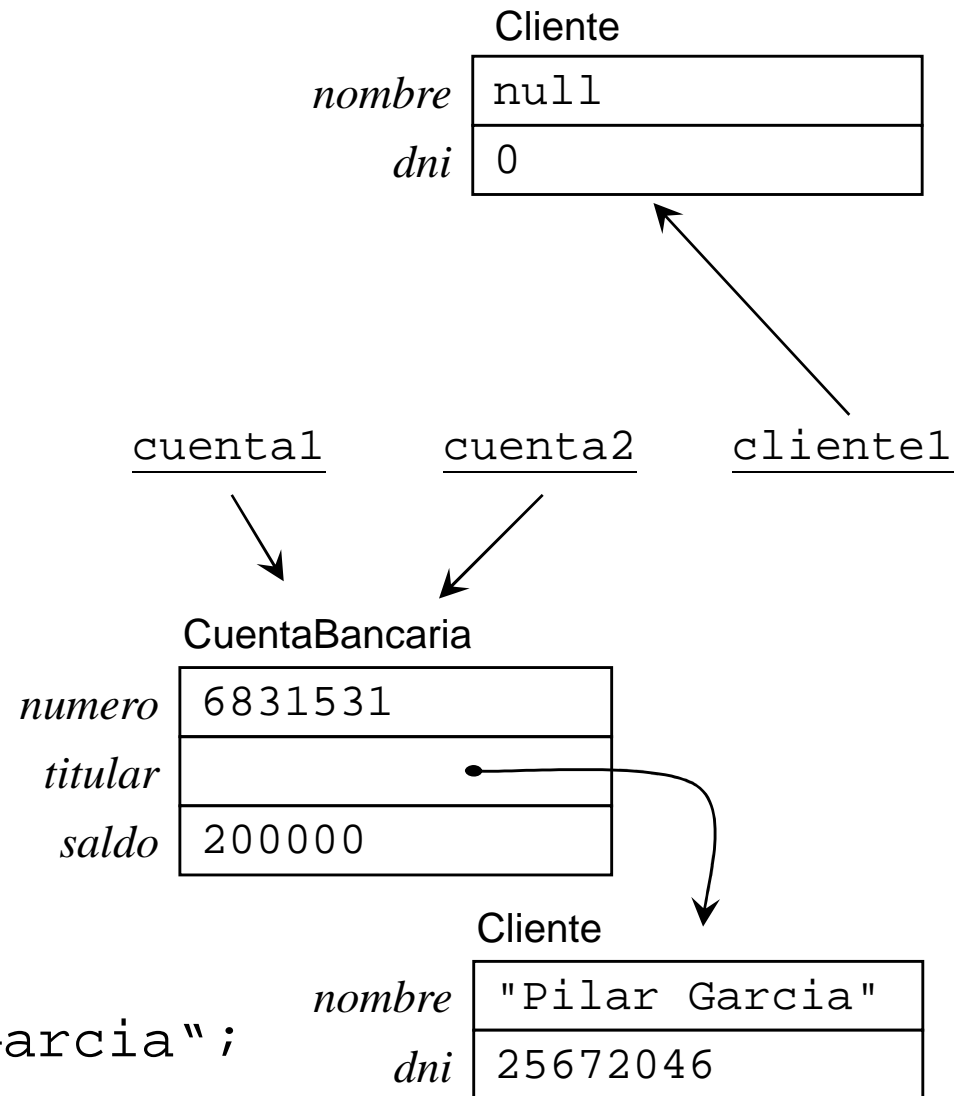 Cliente
nombre null
dni 0
cuenta1 cuenta2 cliente1
CuentaBancaria
numero 6831531
titular
saldo 200000
Cliente
nombre "Pilar Garcia"
arcia“;
dni 25672046